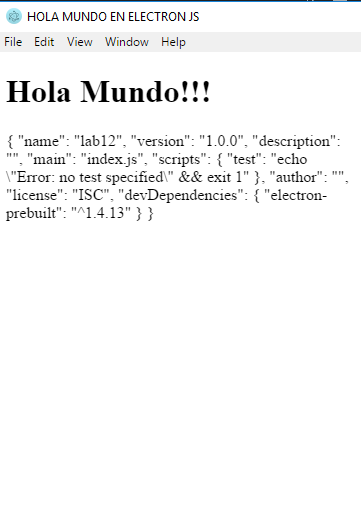 HOLA MUNDO EN ELECTRON JS
File Edit View Window Help
Hola Mundo!!!
{ "name": "lab12", "version": "1.0.0", "description":
"", "main": "index.js", "scripts": { "test": "echo
\"Error: no test specified\" && exit 1" }, "author": "",
"license": "ISC", "devDependencies": { "electron-
prebuilt": "^1.4.13" } }